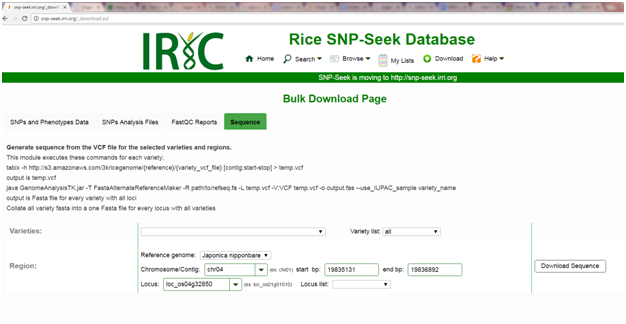 snp-seek.irri.org/_download.zul
IRIC
Rice SNP-Seek Database
Home Search Browse My Lists Download Help
SNP-Seek is moving to http://snp-seek.irri.org
Bulk Download Page
SNPs and Phenotypes Data SNPs Analysis Files FastQC Reports Sequence
Generate sequence from the VCF file for the selected varieties and regions.
This module executes these commands for each variety:
tabix -h http://s3.amazonaws.com/3kricegenome/{reference}/{variety_vcf_file} [contig:start-stop] > temp.vcf
output is temp.vcf
java GenomeAnalysisTK.jar -T FastaAlternateReferenceMaker -R path/to/refseq.fa -L temp.vcf -V:VCF temp.vcf -o output.fas --use_IUPAC_sample variety_name
output is Fasta file for every variety with all loci
Collate all variety fasta into a one Fasta file for every locus with all varieties
Varieties: Variety list: all
Reference genome: Japonica nipponbare
Region: Chromosome/Contig: chr04 (ex. chr01) start bp: 19835131 end bp: 19836892 Download Sequence
Locus: loc_os04g32850 (ex. loc_os01g01010) Locus list: